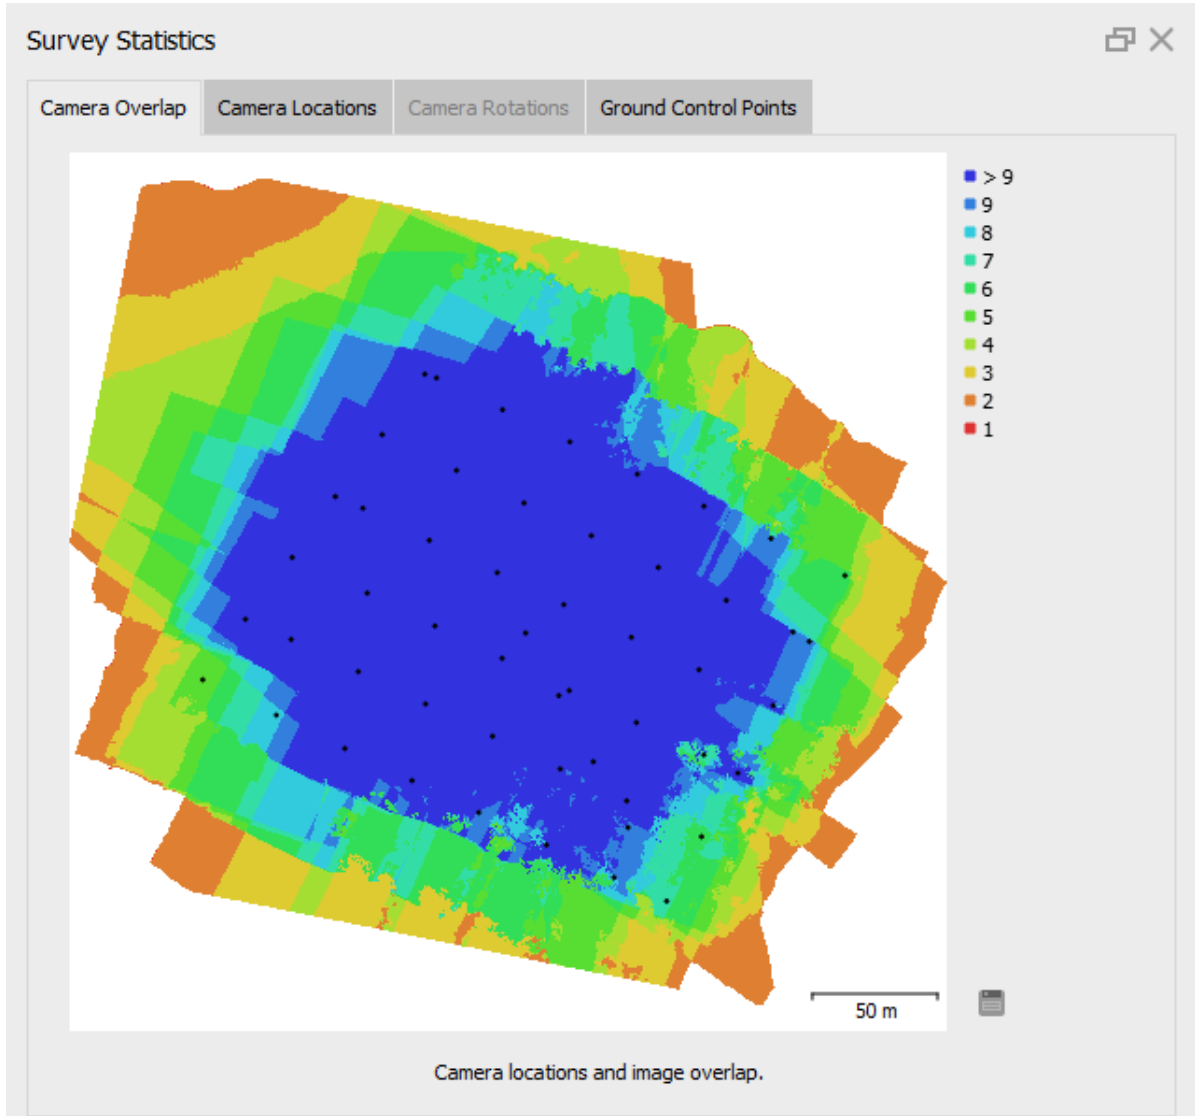 Survey Statistics
Camera Overlap
Camera Locations
Camera Rotations
Ground Control Points
> 9
9
8
7
6
5
4
3
2
1
50 m
Camera locations and image overlap.